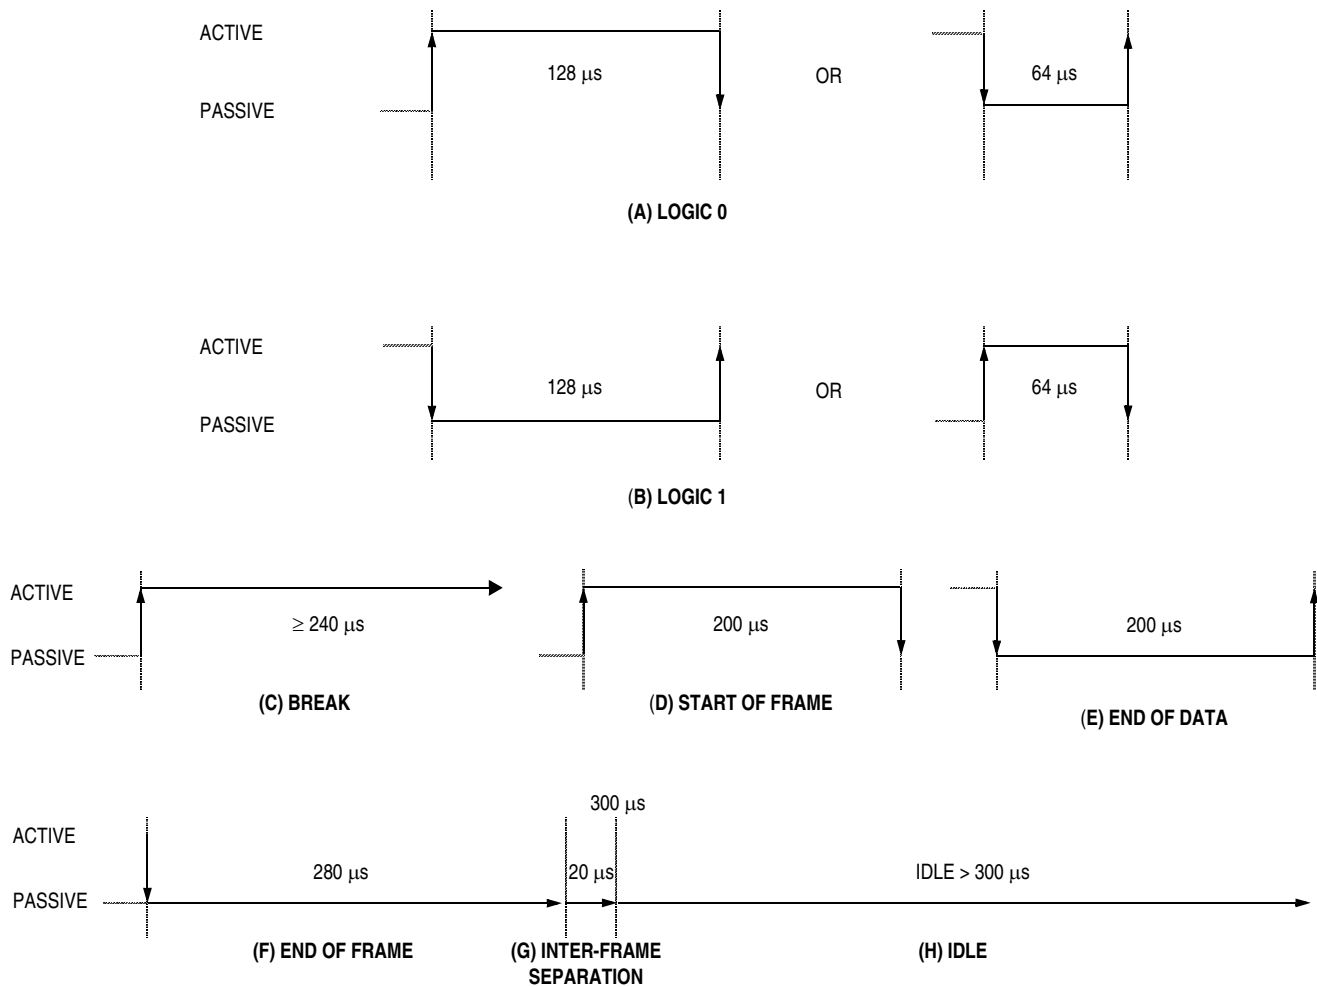 ACTIVE
128 µs
OR
64 µs
PASSIVE
(A) LOGIC 0
ACTIVE
128 µs
OR
64 µs
PASSIVE
(B) LOGIC 1
ACTIVE
≥ 240 µs
200 µs
200 µs
PASSIVE
(C) BREAK
(D) START OF FRAME
(E) END OF DATA
300 µs
ACTIVE
280 µs
20 µs
IDLE > 300 µs
PASSIVE
(F) END OF FRAME
(G) INTER-FRAME
SEPARATION
(H) IDLE